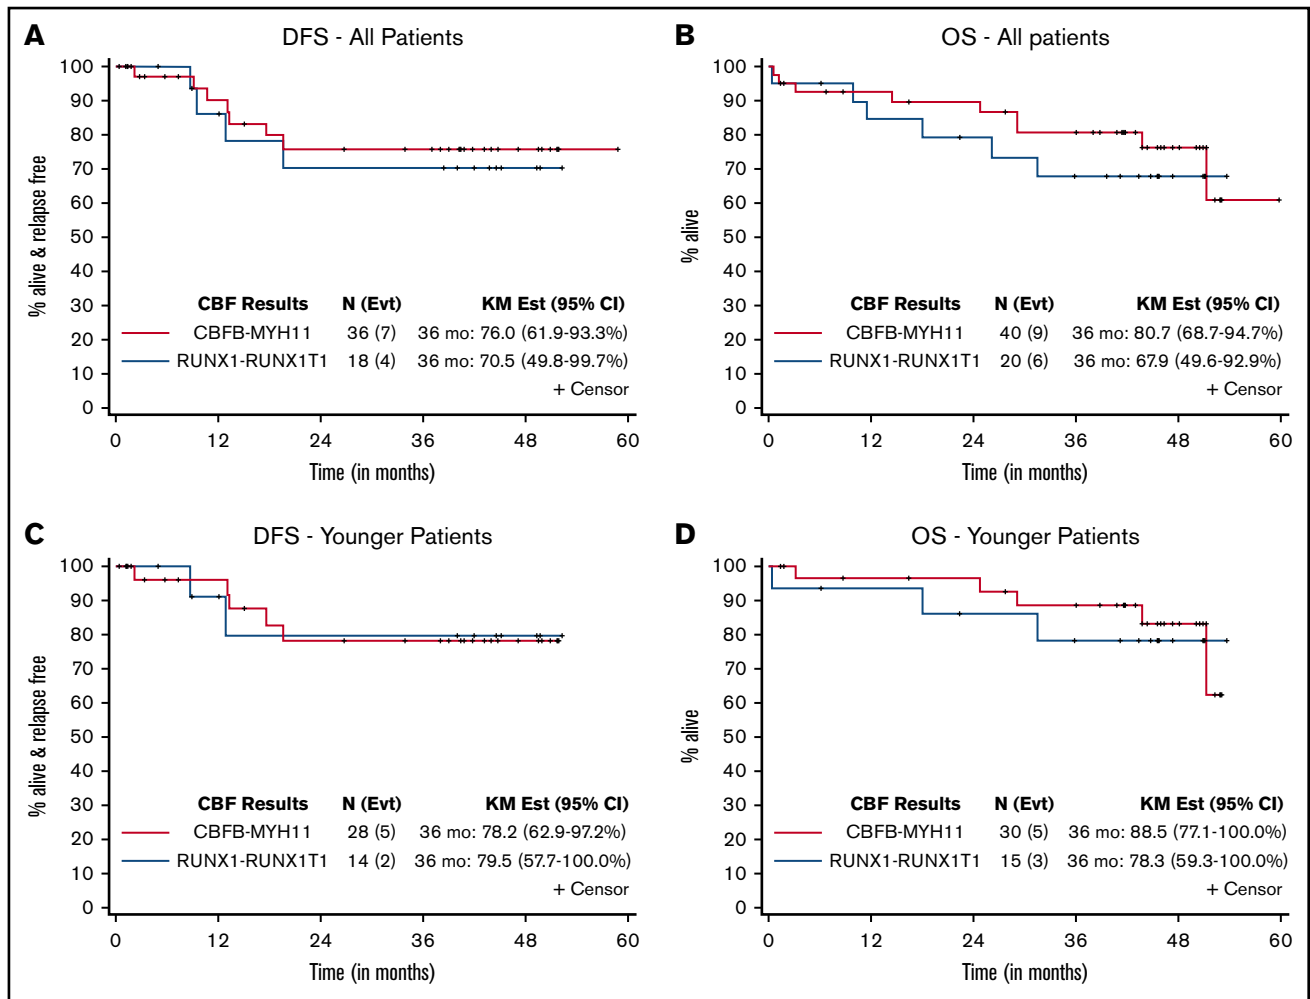 A
DFS - All Patients
% alive & relapse free
100
90
80
70
60
50
40
30
20
10
0
CBF Results N (Evt) KM Est (95% CI)
CBFB-MYH11 36 (7) 36 mo: 76.0 (61.9-93.3%)
RUNX1-RUNX1T1 18 (4) 36 mo: 70.5 (49.8-99.7%)
+ Censor
0 12 24 36 48 60
Time (in months)
B
OS - All patients
% alive
100
90
80
70
60
50
40
30
20
10
0
CBF Results N (Evt) KM Est (95% CI)
CBFB-MYH11 40 (9) 36 mo: 80.7 (68.7-94.7%)
RUNX1-RUNX1T1 20 (6) 36 mo: 67.9 (49.6-92.9%)
+ Censor
0 12 24 36 48 60
Time (in months)
C
DFS - Younger Patients
% alive & relapse free
100
90
80
70
60
50
40
30
20
10
0
CBF Results N (Evt) KM Est (95% CI)
CBFB-MYH11 28 (5) 36 mo: 78.2 (62.9-97.2%)
RUNX1-RUNX1T1 14 (2) 36 mo: 79.5 (57.7-100.0%)
+ Censor
0 12 24 36 48 60
Time (in months)
D
OS - Younger Patients
% alive
100
90
80
70
60
50
40
30
20
10
0
CBF Results N (Evt) KM Est (95% CI)
CBFB-MYH11 30 (5) 36 mo: 88.5 (77.1-100.0%)
RUNX1-RUNX1T1 15 (3) 36 mo: 78.3 (59.3-100.0%)
+ Censor
0 12 24 36 48 60
Time (in months)